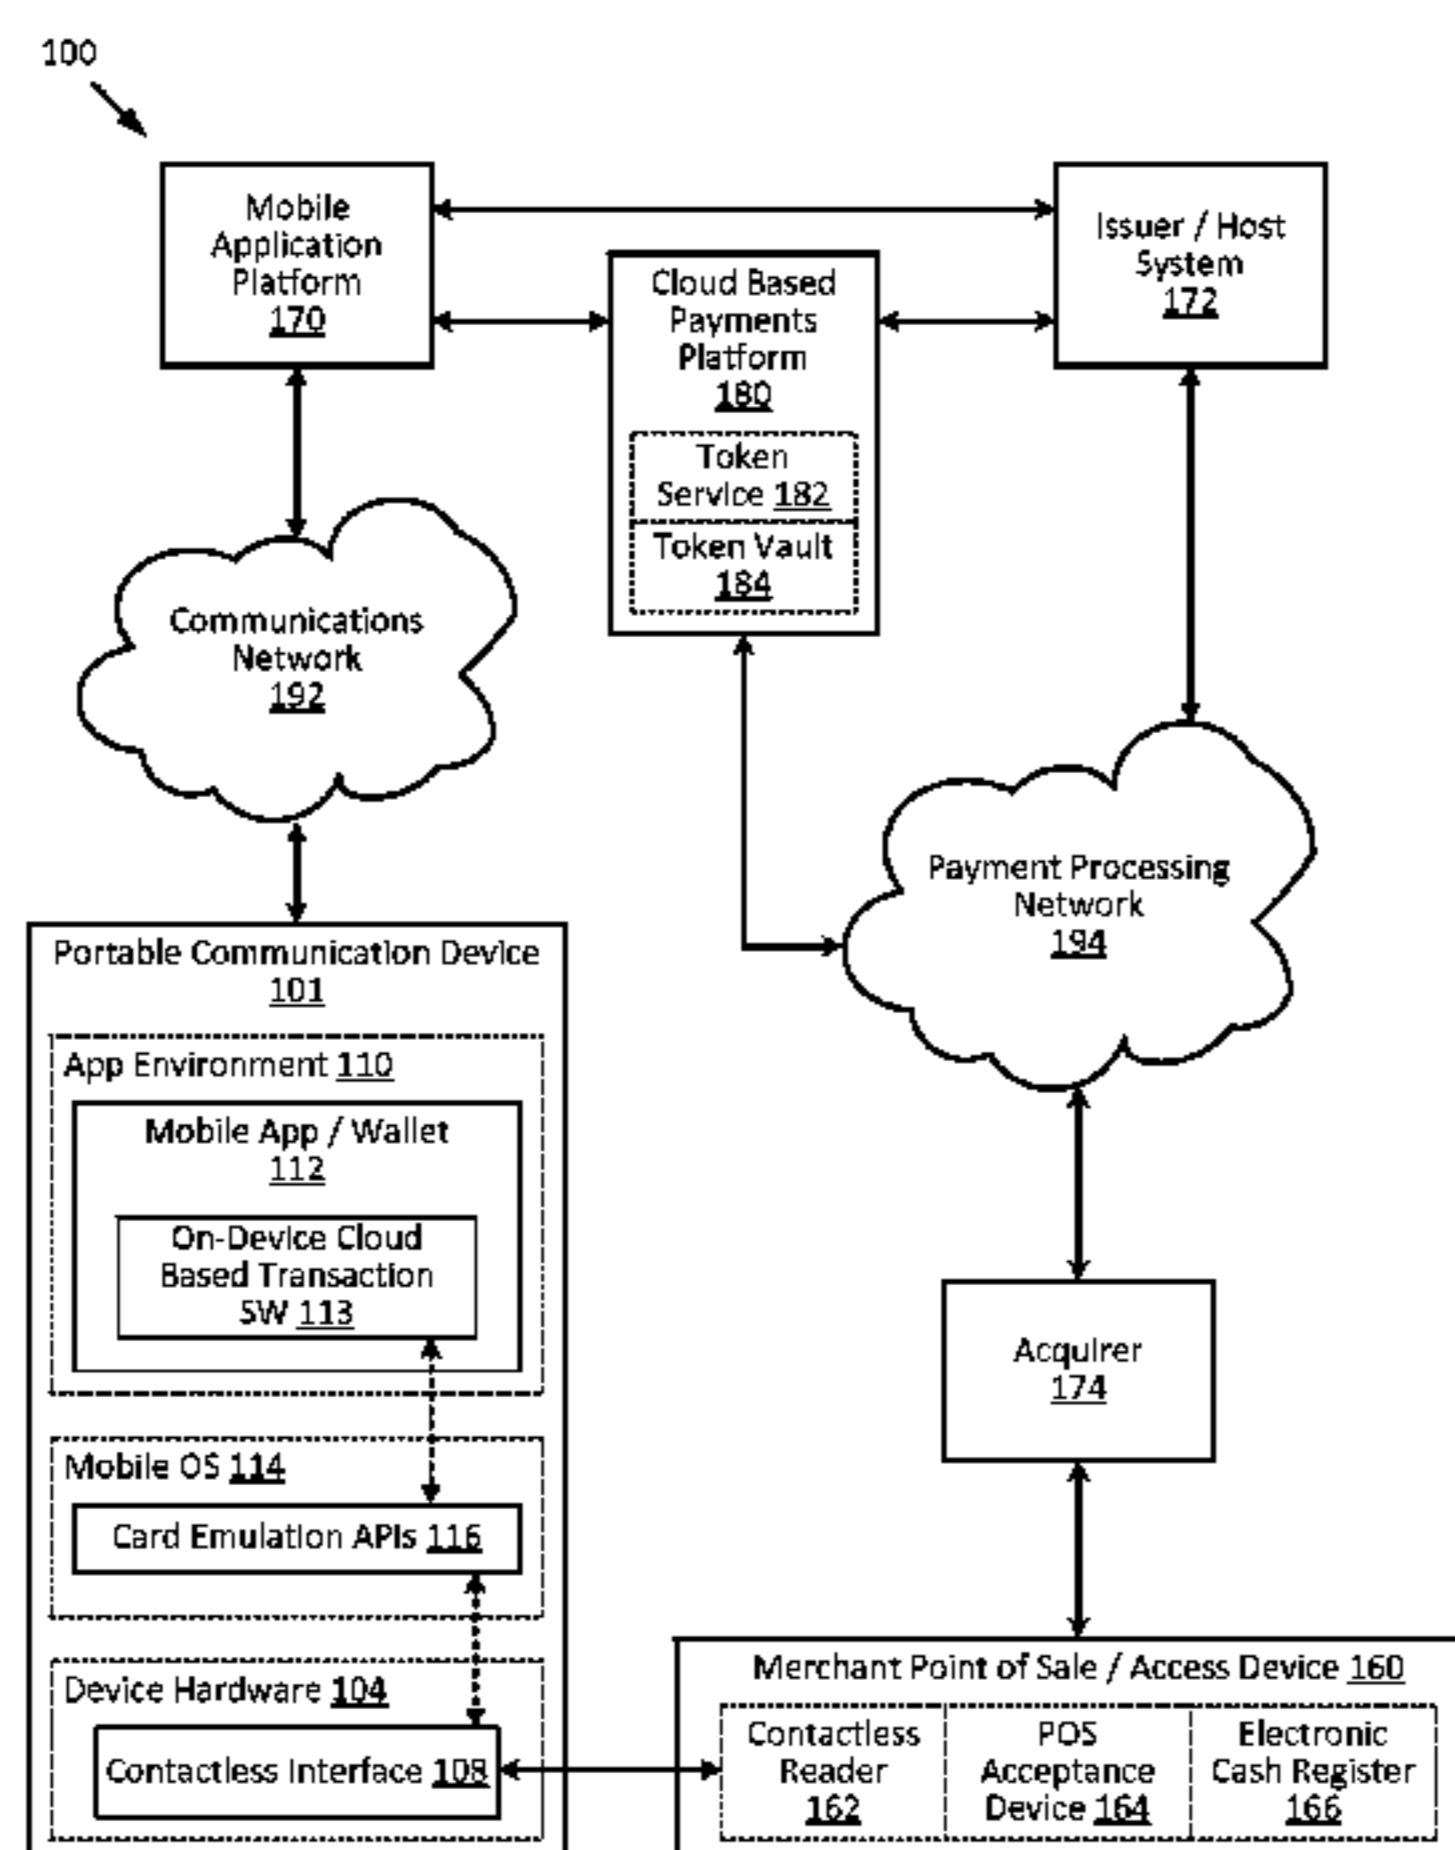 100
Mobile
Application
Platform
170
Issuer / Host
System
172
Cloud Based
Payments
Platform
180
Token
Service 182
Token Vault
184
Communications
Network
192
Payment Processing
Network
194
Portable Communication Device
101
App Environment 110
Mobile App / Wallet
112
On-Device Cloud
Based Transaction
SW 113
Acquirer
174
Mobile OS 114
Card Emulation APIs 116
Device Hardware 104
Contactless Interface 108
Merchant Point of Sale / Access Device 160
Contactless
Reader
162
POS
Acceptance
Device 164
Electronic
Cash Register
166